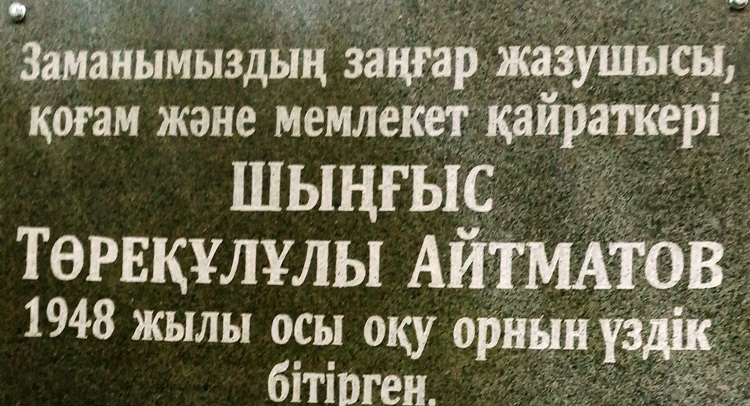 Заманымыздың заңғар жазушысы,
қоғам және мемлекет қайраткері
ШЫҢҒЫС
ТӨРЕҚҰЛҰЛЫ АЙТМАТОВ
1948 жылы осы оқу орнын үздік
бітірген.